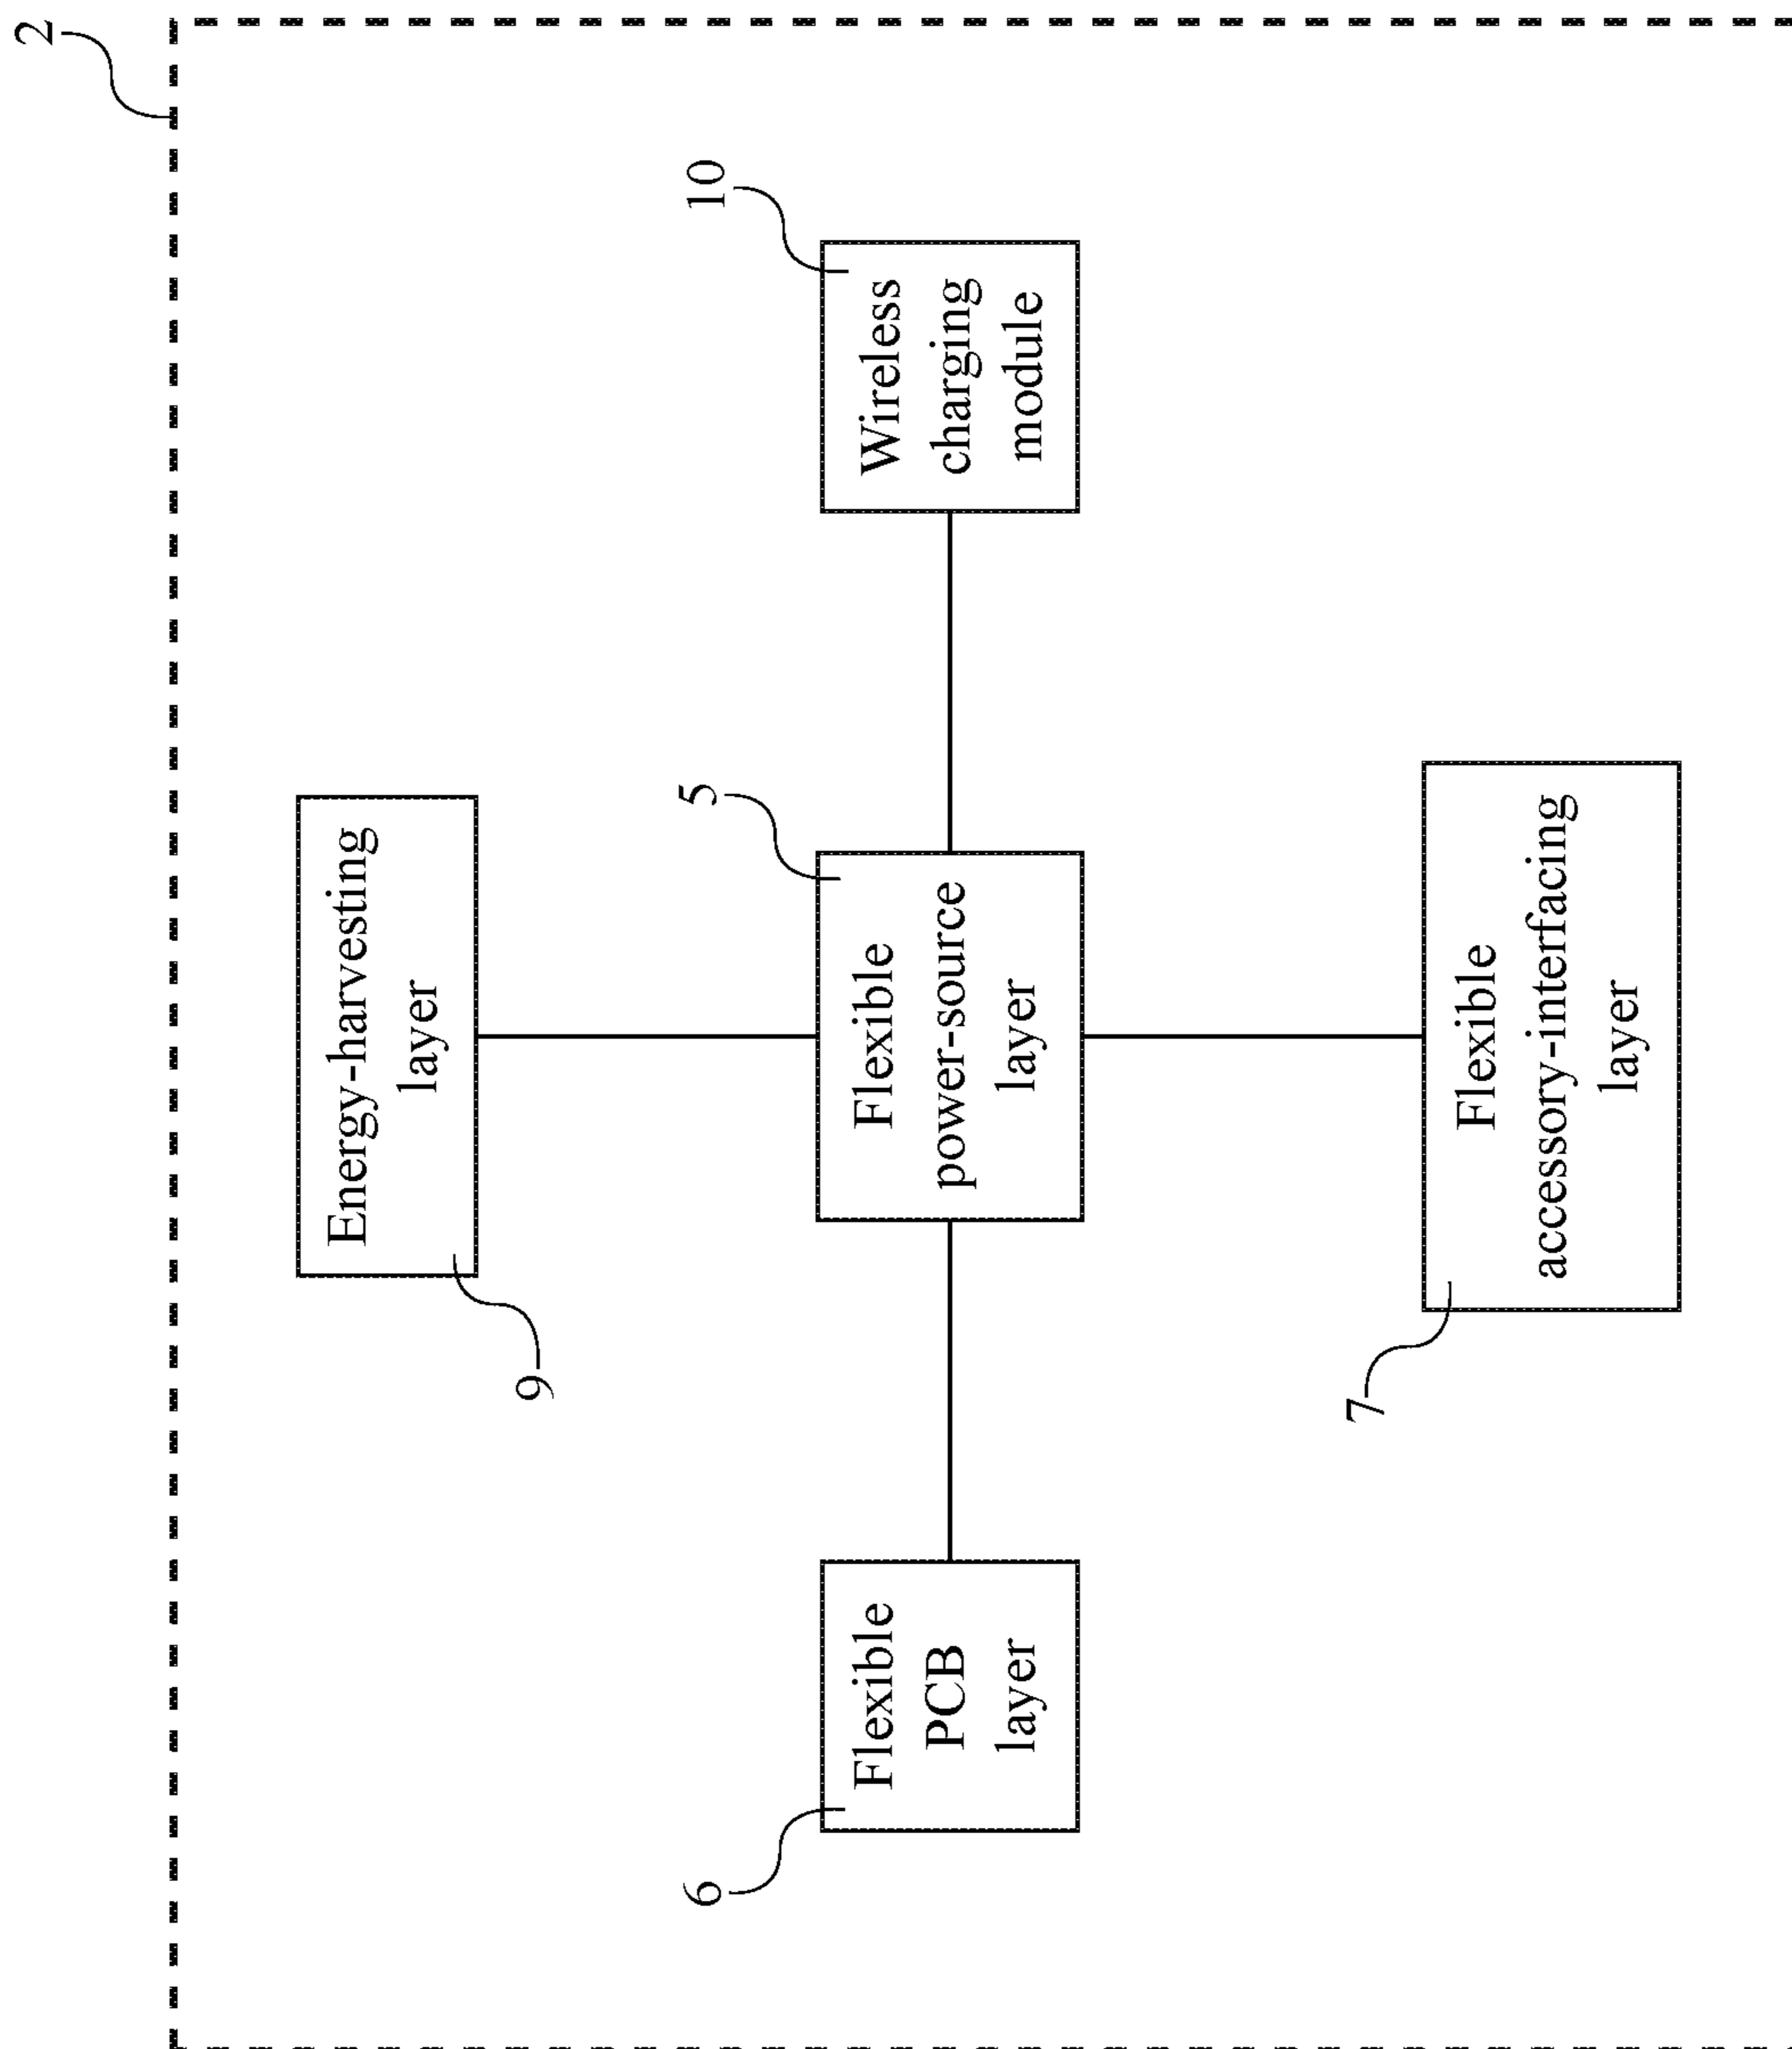 2
Energy-harvesting
layer
9
5
Flexible
power-source
layer
6
Flexible
PCB
layer
10
Wireless
charging
module
7
Flexible
accessory-interfacing
layer